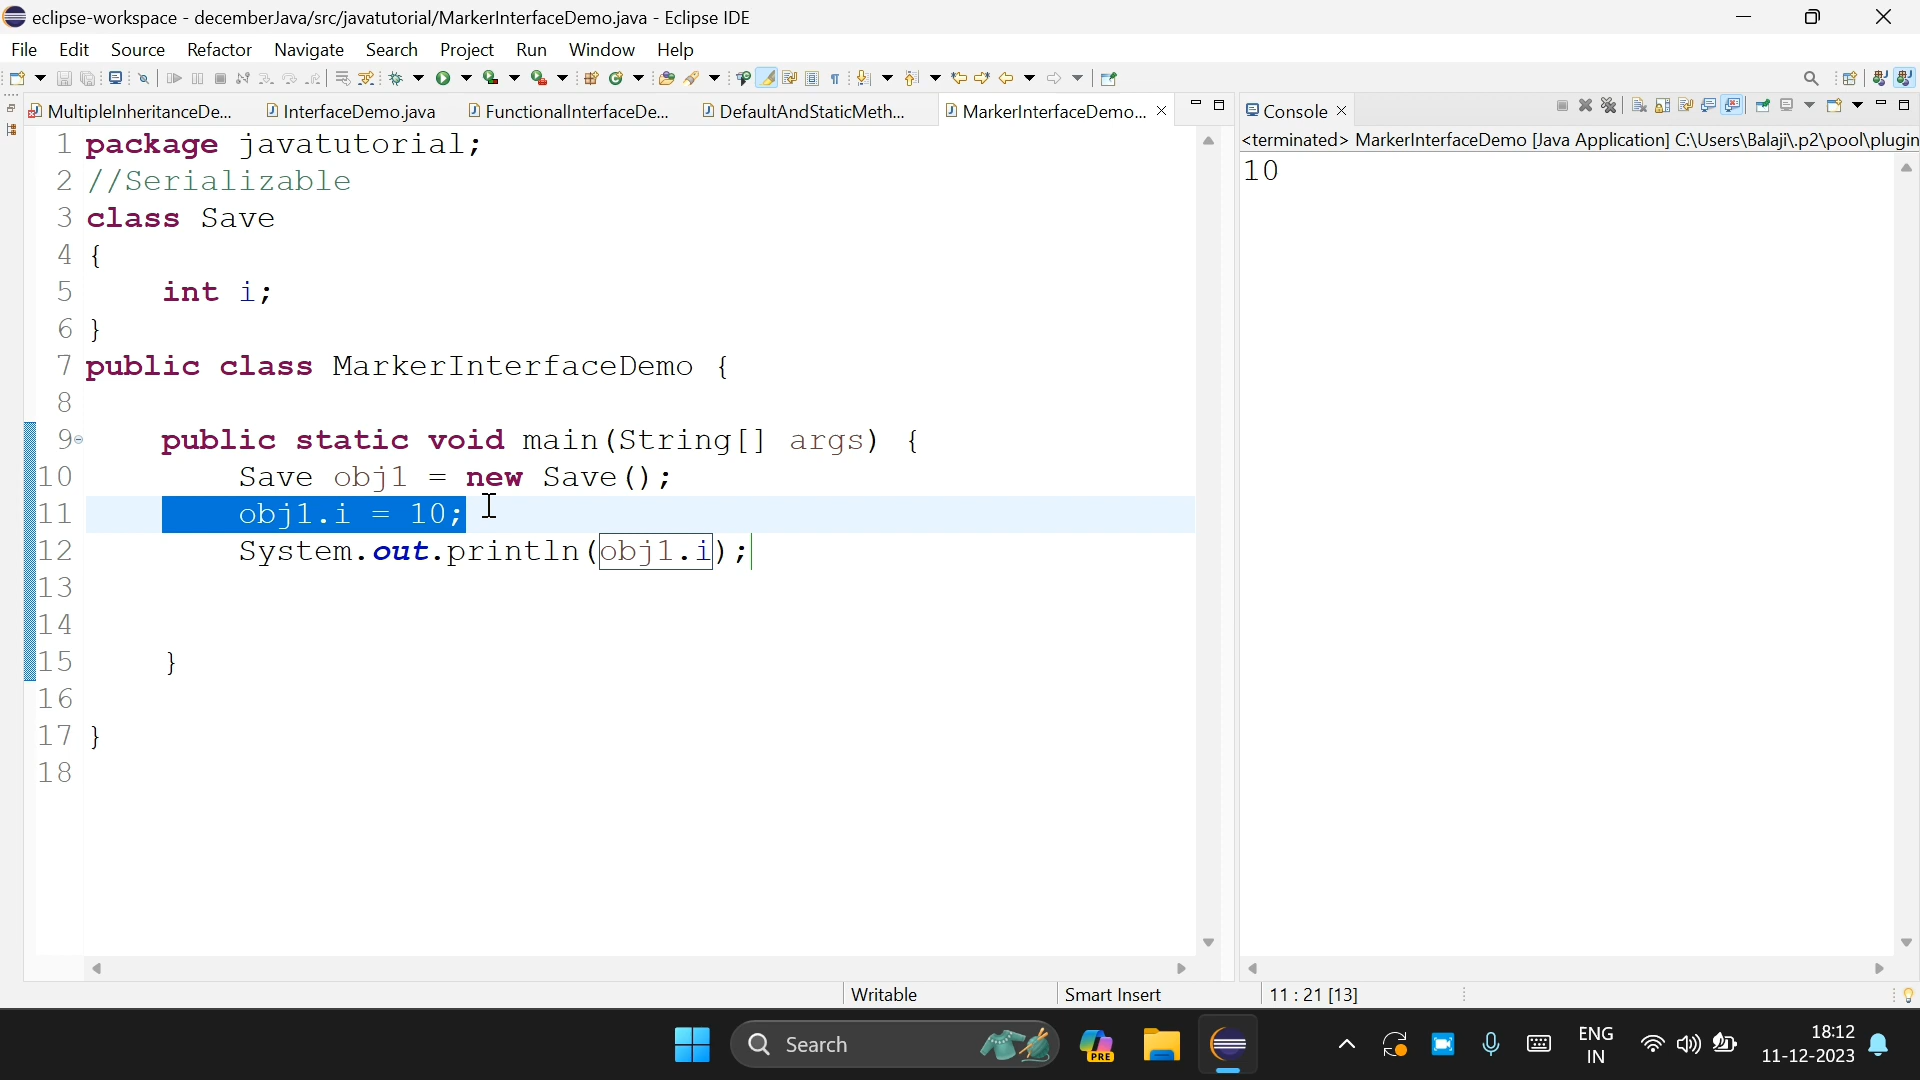 eclipse-workspace - decemberJava/src/javatutorial/MarkerInterfaceDemo.java - Eclipse IDE
File Edit Source Refactor Navigate Search Project Run Window Help
MultipleInheritanceDe... InterfaceDemo.java FunctionalInterfaceDe... DefaultAndStaticMeth... MarkerInterfaceDemo...
1 package javatutorial;
2 //Serializable
3 class Save
4 {
5 int i;
6 }
7 public class MarkerInterfaceDemo {
8
9 public static void main(String[] args) {
10 Save obj1 = new Save();
11 obj1.i = 10;
12 System.out.println(obj1.i);
13
14
15 }
16
17 }
18
Console
<terminated> MarkerInterfaceDemo [Java Application] C:\Users\Balaji\.p2\pool\plugin
10
Writable Smart Insert 11 : 21 [13]
Search
PRE
ENG
IN
18:12
11-12-2023